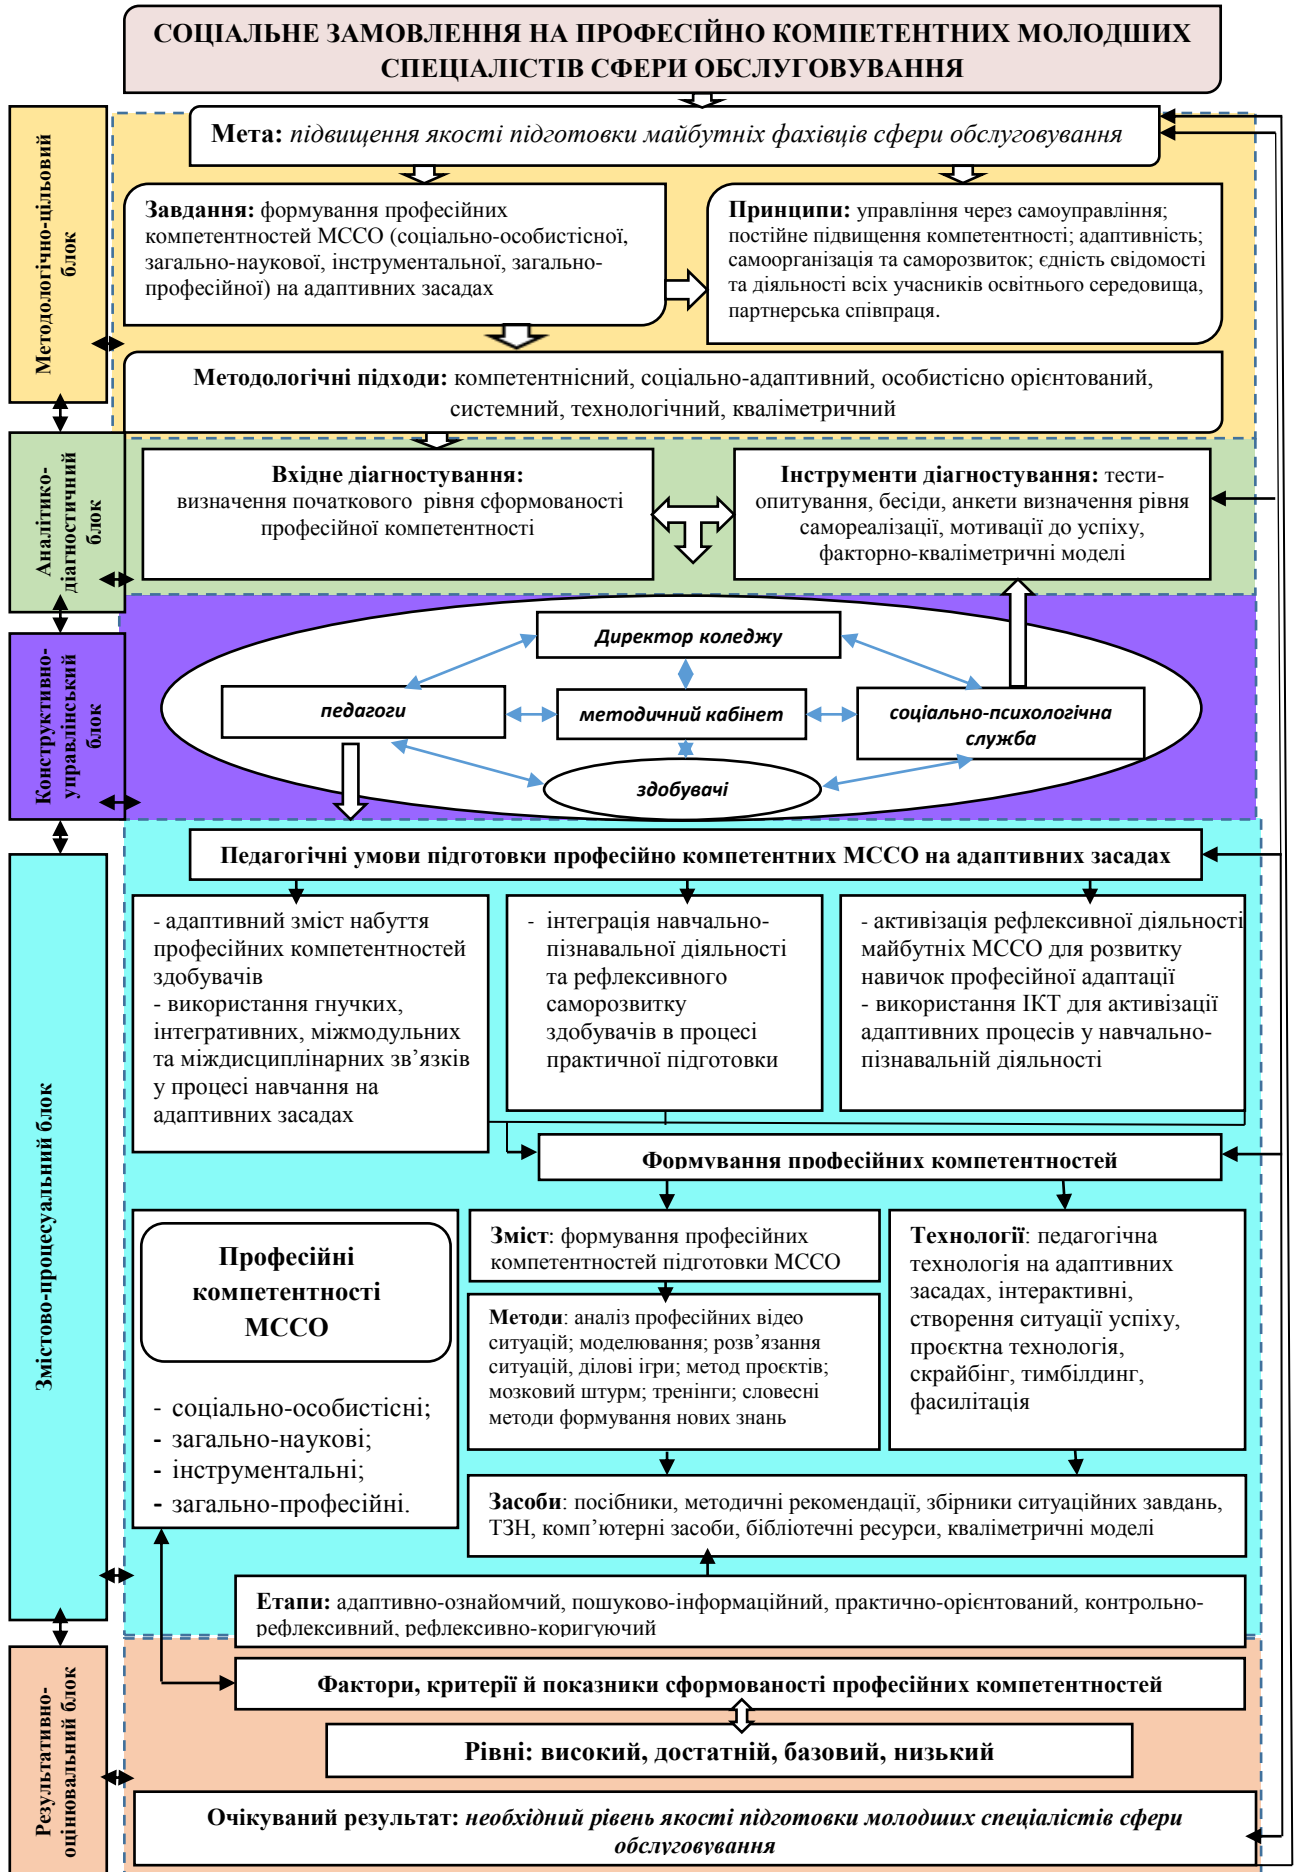 СОЦІАЛЬНЕ ЗАМОВЛЕННЯ НА ПРОФЕСІЙНО КОМПЕТЕНТНИХ МОЛОДШИХ
СПЕЦІАЛІСТІВ СФЕРИ ОБСЛУГОВУВАННЯ
Методологічно-цільовий
блок
Мета: підвищення якості підготовки майбутніх фахівців сфери обслуговування
Завдання: формування професійних
компетентностей МССО (соціально-особистісної,
загально-наукової, інструментальної, загально-
професійної) на адаптивних засадах
Принципи: управління через самоуправління;
постійне підвищення компетентності; адаптивність;
самоорганізація та саморозвиток; єдність свідомості
та діяльності всіх учасників освітнього середовища,
партнерська співпраця.
Методологічні підходи: компетентнісний, соціально-адаптивний, особистісно орієнтований,
системний, технологічний, кваліметричний
Аналітико-
діагностичний
блок
Вхідне діагностування:
визначення початкового рівня сформованості
професійної компетентності
Інструменти діагностування: тести-
опитування, бесіди, анкети визначення рівня
самореалізації, мотивації до успіху,
факторно-кваліметричні моделі
Конструктивно-
управлінський
блок
Директор коледжу
педагоги
методичний кабінет
соціально-психологічна
служба
здобувачі
Змістово-процесуальний блок
Педагогічні умови підготовки професійно компетентних МССО на адаптивних засадах
- адаптивний зміст набуття
професійних компетентностей
здобувачів
- використання гнучких,
інтегративних, міжмодульних
та міждисциплінарних зв’язків
у процесі навчання на
адаптивних засадах
- інтеграція навчально-
пізнавальної діяльності
та рефлексивного
саморозвитку
здобувачів в процесі
практичної підготовки
- активізація рефлексивної діяльності
майбутніх МССО для розвитку
навичок професійної адаптації
- використання ІКТ для активізації
адаптивних процесів у навчально-
пізнавальній діяльності
Формування професійних компетентностей
Професійні
компетентності
МССО
- соціально-особистісні;
- загально-наукові;
- інструментальні;
- загально-професійні.
Зміст: формування професійних
компетентностей підготовки МССО
Методи: аналіз професійних відео
ситуацій; моделювання; розв’язання
ситуацій, ділові ігри; метод проєктів;
мозковий штурм; тренінги; словесні
методи формування нових знань
Технології: педагогічна
технологія на адаптивних
засадах, інтерактивні,
створення ситуації успіху,
проєктна технологія,
скрайбінг, тимбілдинг,
фасилітація
Засоби: посібники, методичні рекомендації, збірники ситуаційних завдань,
ТЗН, комп’ютерні засоби, бібліотечні ресурси, кваліметричні моделі
Етапи: адаптивно-ознайомчий, пошуково-інформаційний, практично-орієнтований, контрольно-
рефлексивний, рефлексивно-коригуючий
Результативно-
оцінювальний блок
Фактори, критерії й показники сформованості професійних компетентностей
Рівні: високий, достатній, базовий, низький
Очікуваний результат: необхідний рівень якості підготовки молодших спеціалістів сфери
обслуговування